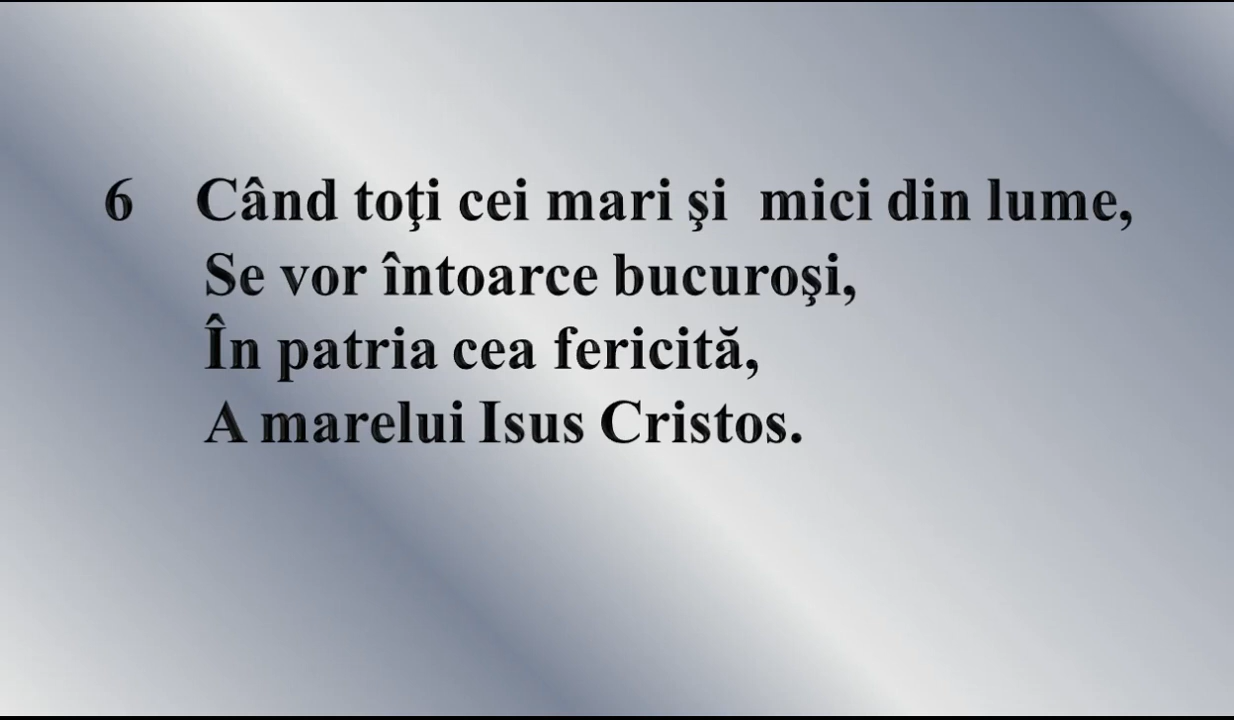 6 Când toţi cei mari şi mici din lume,
Se vor întoarce bucuroşi,
În patria cea fericită,
A marelui Isus Cristos.